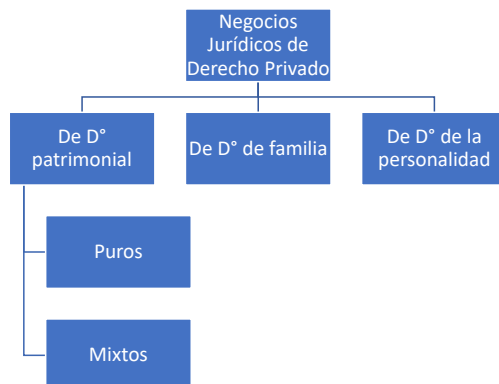 Negocios
Jurídicos de
Derecho Privado
De D°
patrimonial
De D° de familia
De D° de la
personalidad
Puros
Mixtos